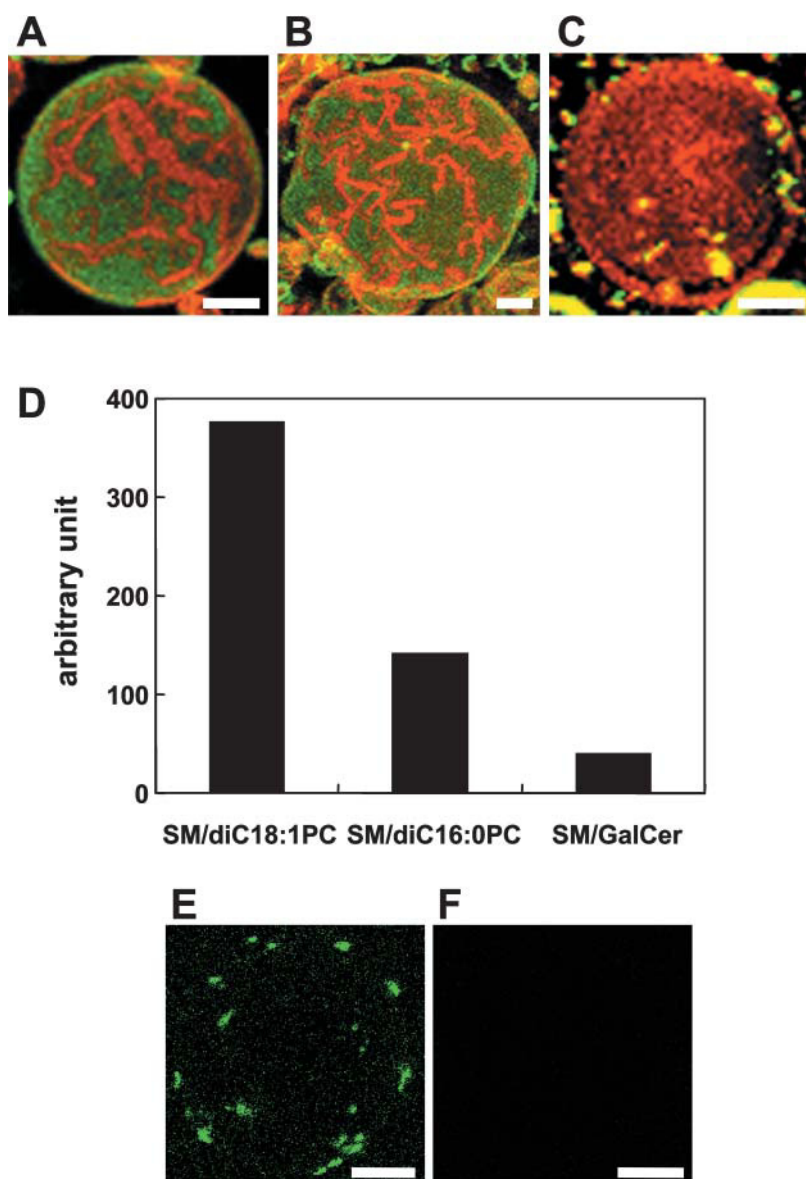 A B C
D
400
300
200
100
0
arbitrary unit
SM/diC18:1PC SM/diC16:0PC SM/GalCer
E F